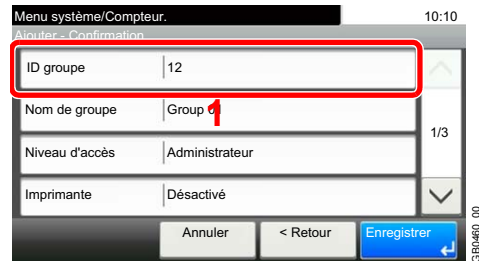 Menu système/Compteur.
10:10
Ajouter - Confirmation
ID groupe
12
Nom de groupe
Group 01
1
1/3
Niveau d'accès
Administrateur
Imprimante
Désactivé
Annuler
< Retour
Enregistrer
GB0460_00